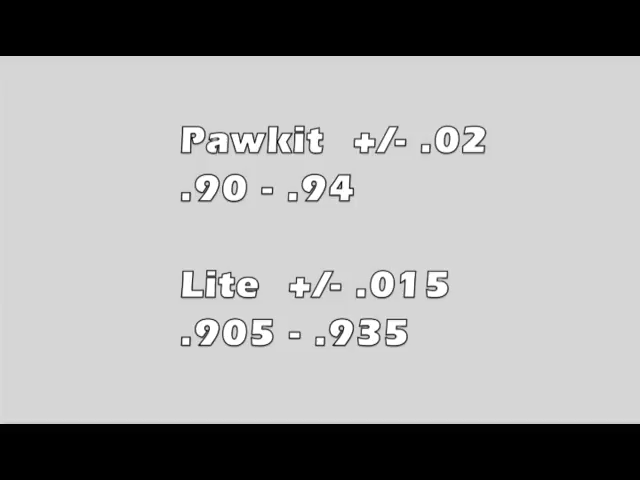 Pawkit +/- .02
.90 - .94
Lite +/- .015
.905 - .935